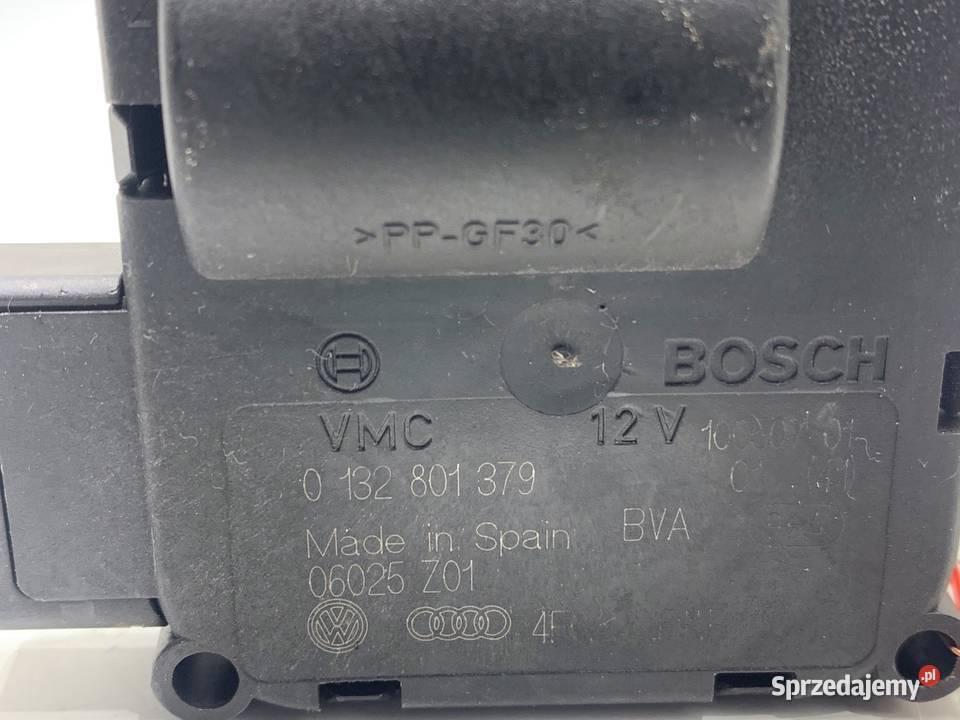 >PP-GF30<
BOSCH
VMC 12 V
0 132 801 379
Made in Spain BVA
06025 Z01
Sprzedajemy.pl